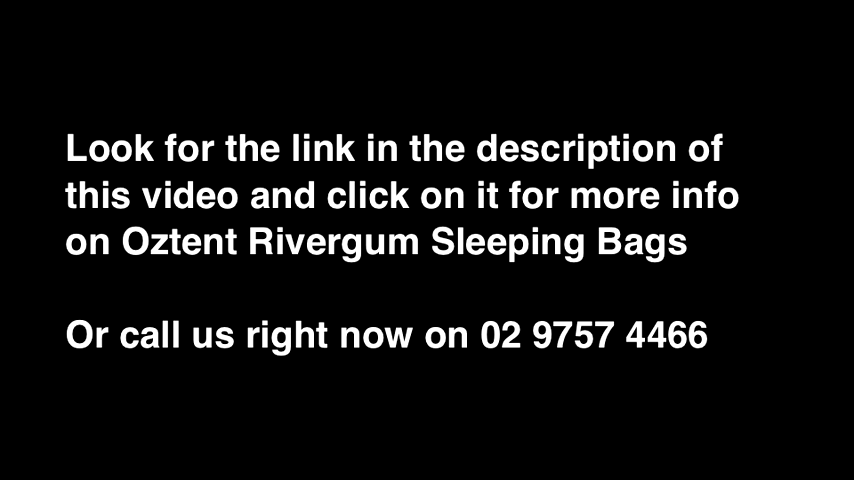 Look for the link in the description of
this video and click on it for more info
on Oztent Rivergum Sleeping Bags
Or call us right now on 02 9757 4466